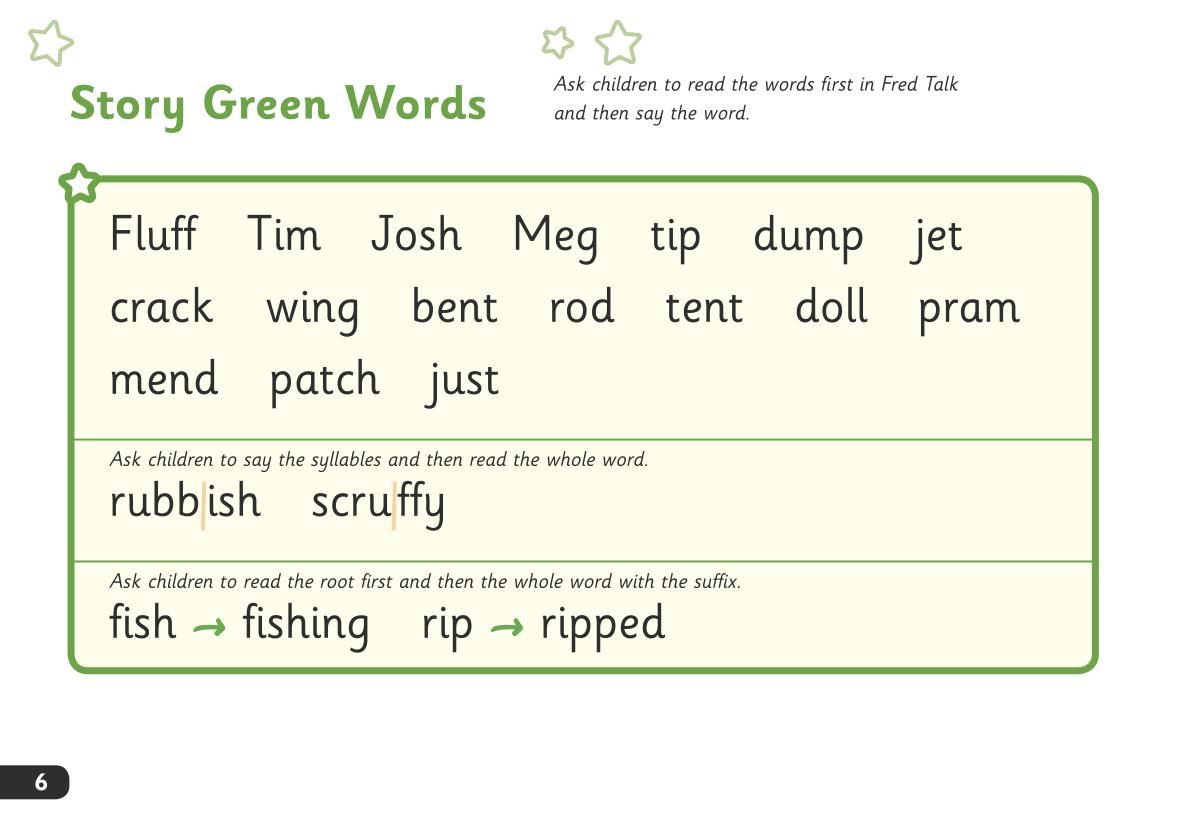 Story Green Words
Ask children to read the words first in Fred Talk
and then say the word.
Fluff Tim Josh Meg tip dump jet
crack wing bent rod tent doll pram
mend patch just
Ask children to say the syllables and then read the whole word.
rubb|ish scru|ffy
Ask children to read the root first and then the whole word with the suffix.
fish → fishing rip → ripped
6